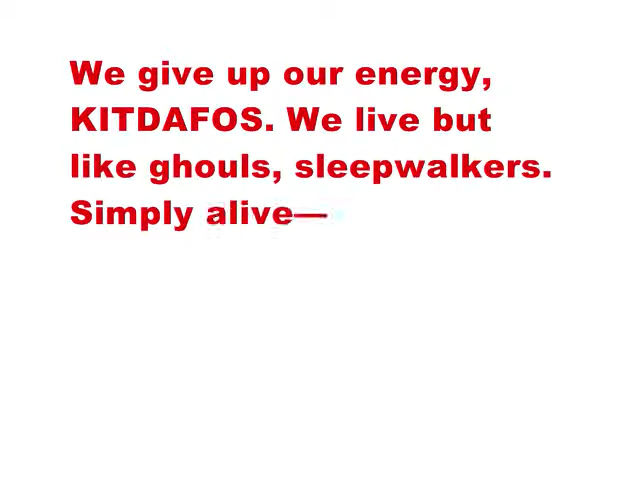 We give up our energy,
KITDAFOS. We live but
like ghouls, sleepwalkers.
Simply alive—